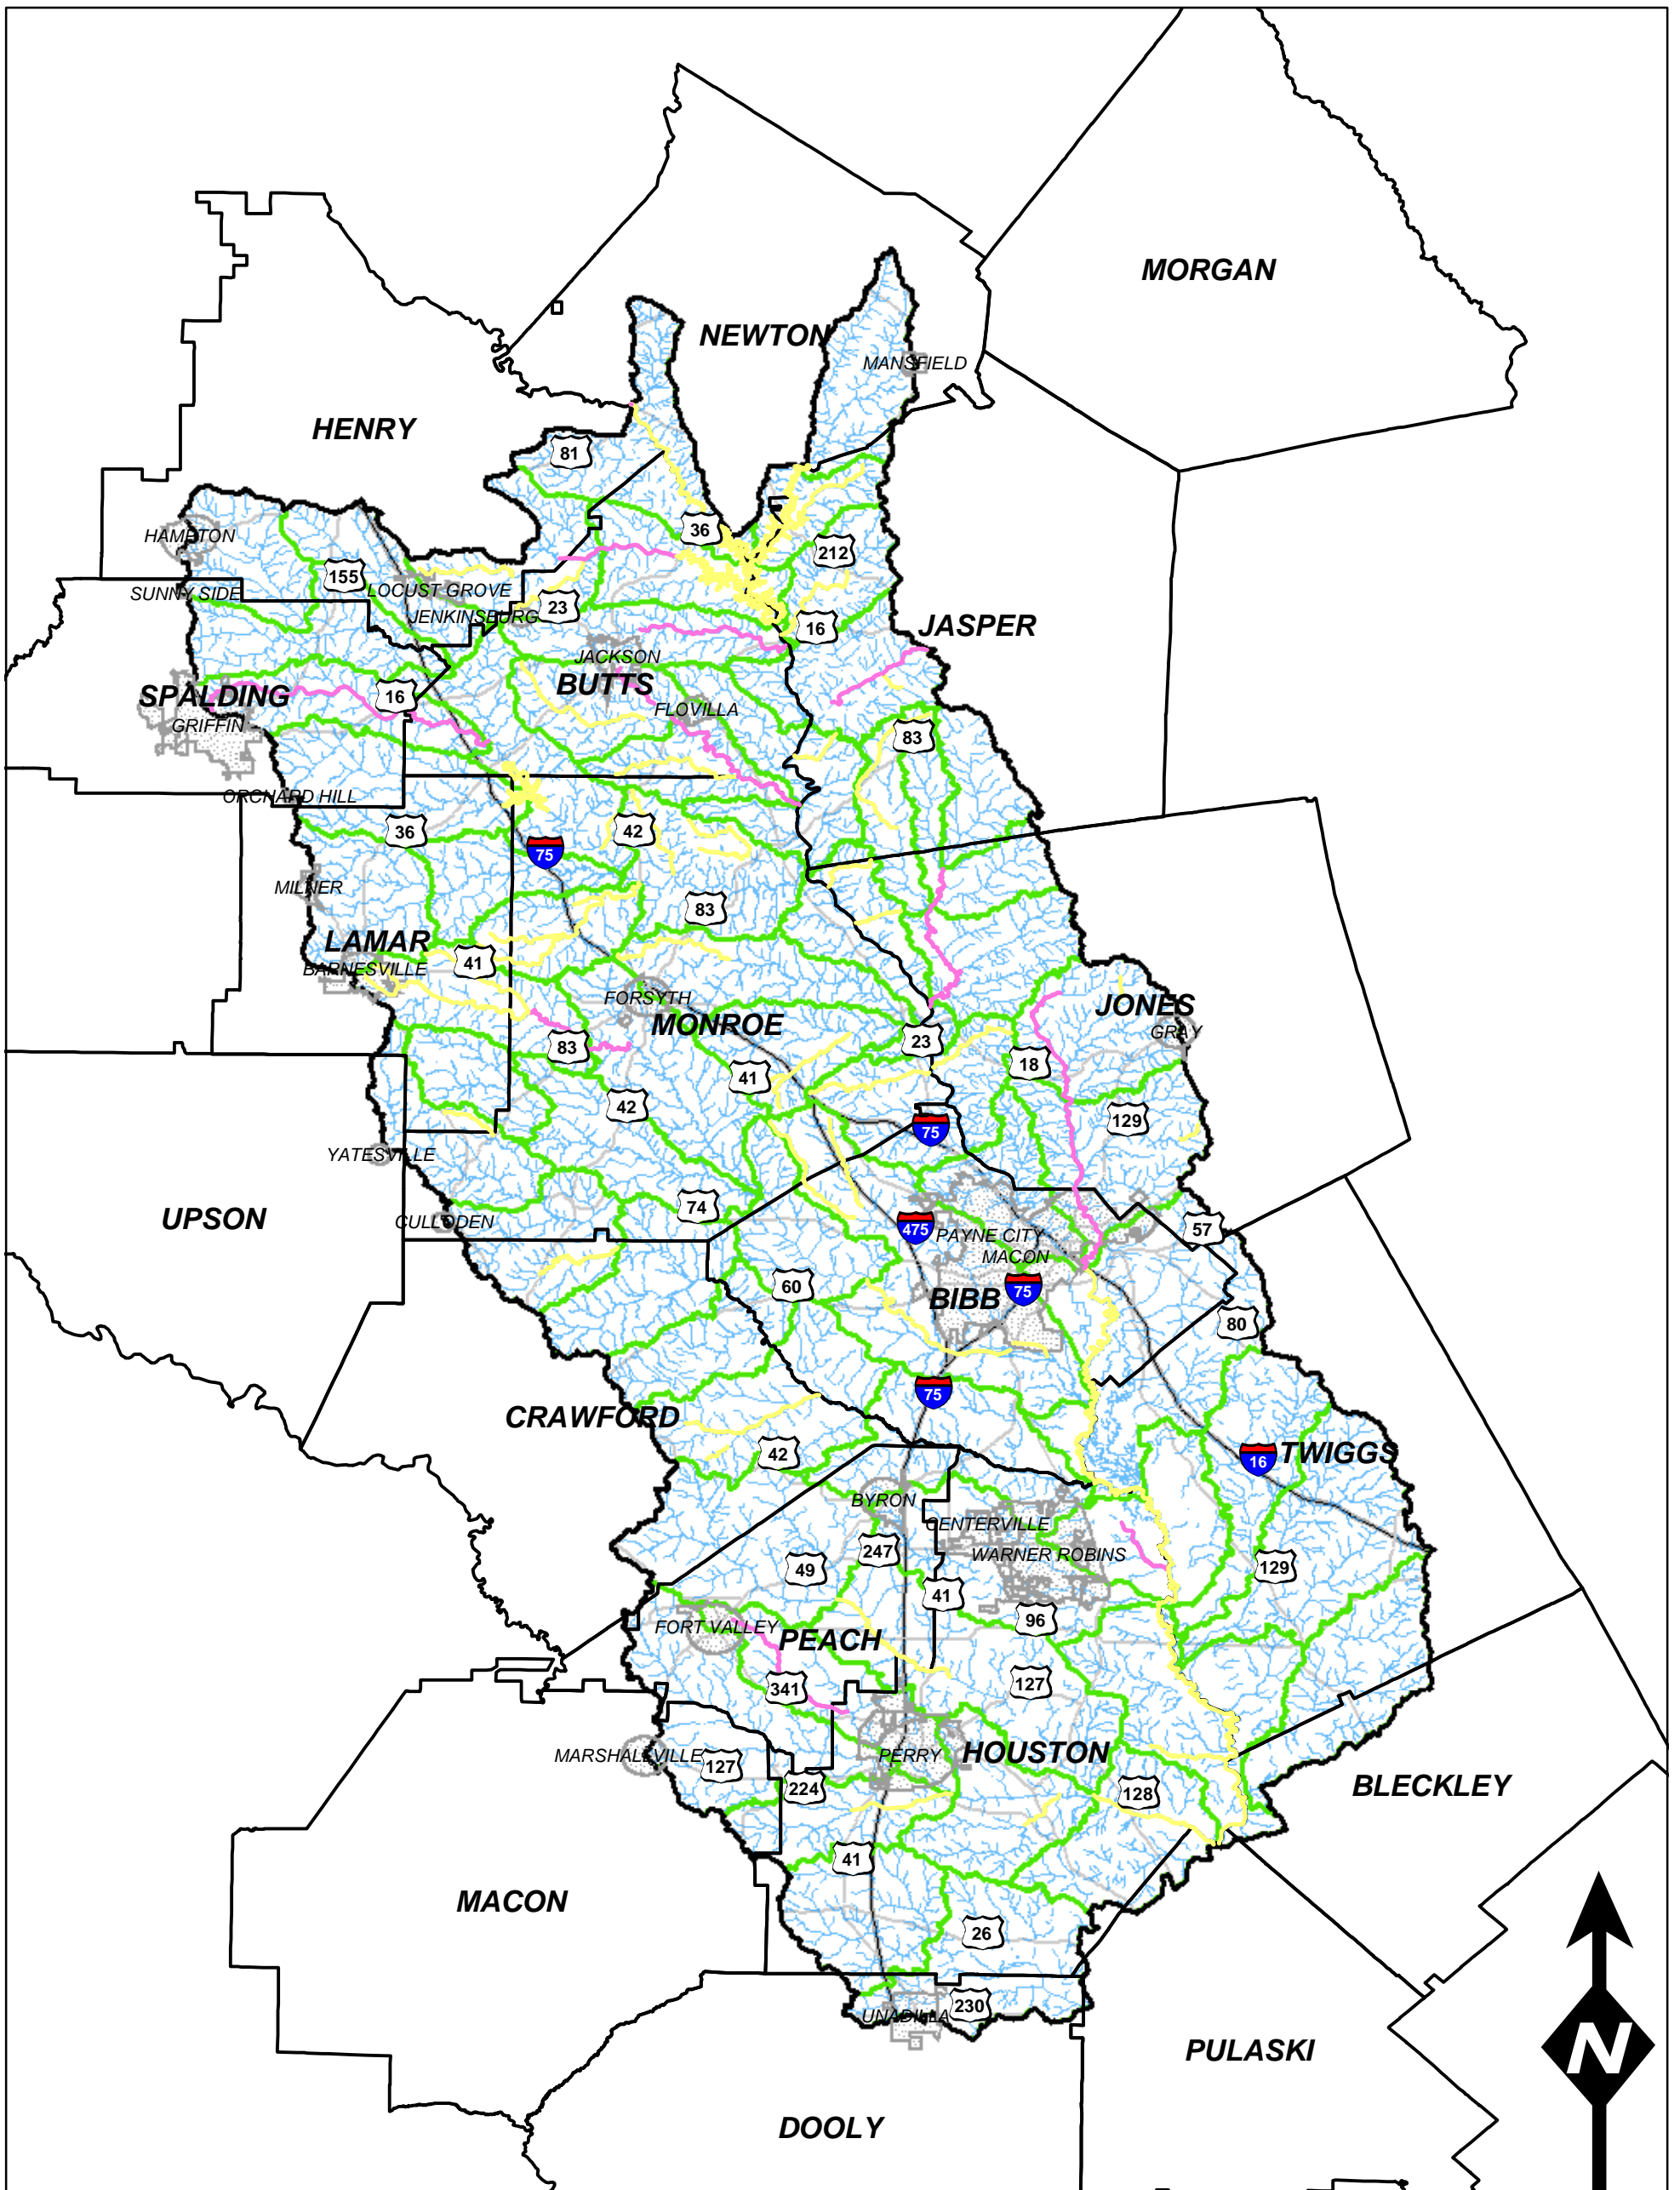 MORGAN
NEWTON
MANSFIELD
HENRY
81
36
HAMPTON
212
155
SUNNY SIDE
LOCUST GROVE
23
JENKINSBURG
16
JASPER
JACKSON
BUTTS
SPALDING
16
FLOVILLA
GRIFFIN
83
ORCHARD HILL
36
42
75
MILNER
83
LAMAR
41
BARNESVILLE
FORSYTH
MONROE
JONES
GRAY
83
23
18
41
42
129
75
YATESVILLE
74
UPSON
CULLODEN
475
PAYNE CITY
57
MACON
60
75
BIBB
80
75
CRAWFORD
42
16
TWIGGS
BYRON
CENTERVILLE
247
WARNER ROBINS
49
129
41
96
FORT VALLEY
PEACH
341
127
MARSHALLVILLE
127
PERRY
HOUSTON
224
128
BLECKLEY
41
MACON
26
230
UNADILLA
PULASKI
N
DOOLY